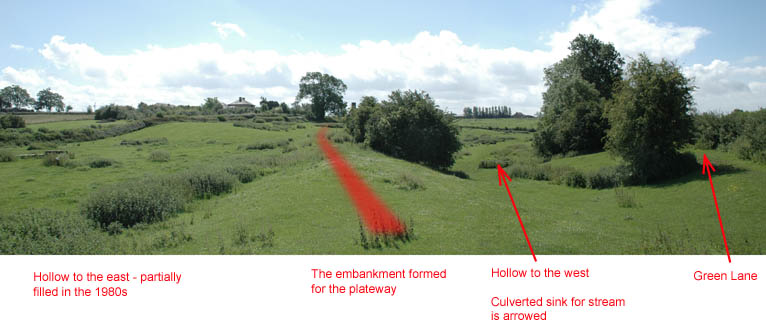 Hollow to the east - partially
filled in the 1980s
The embankment formed
for the plateway
Hollow to the west
Culverted sink for stream
is arrowed
Green Lane